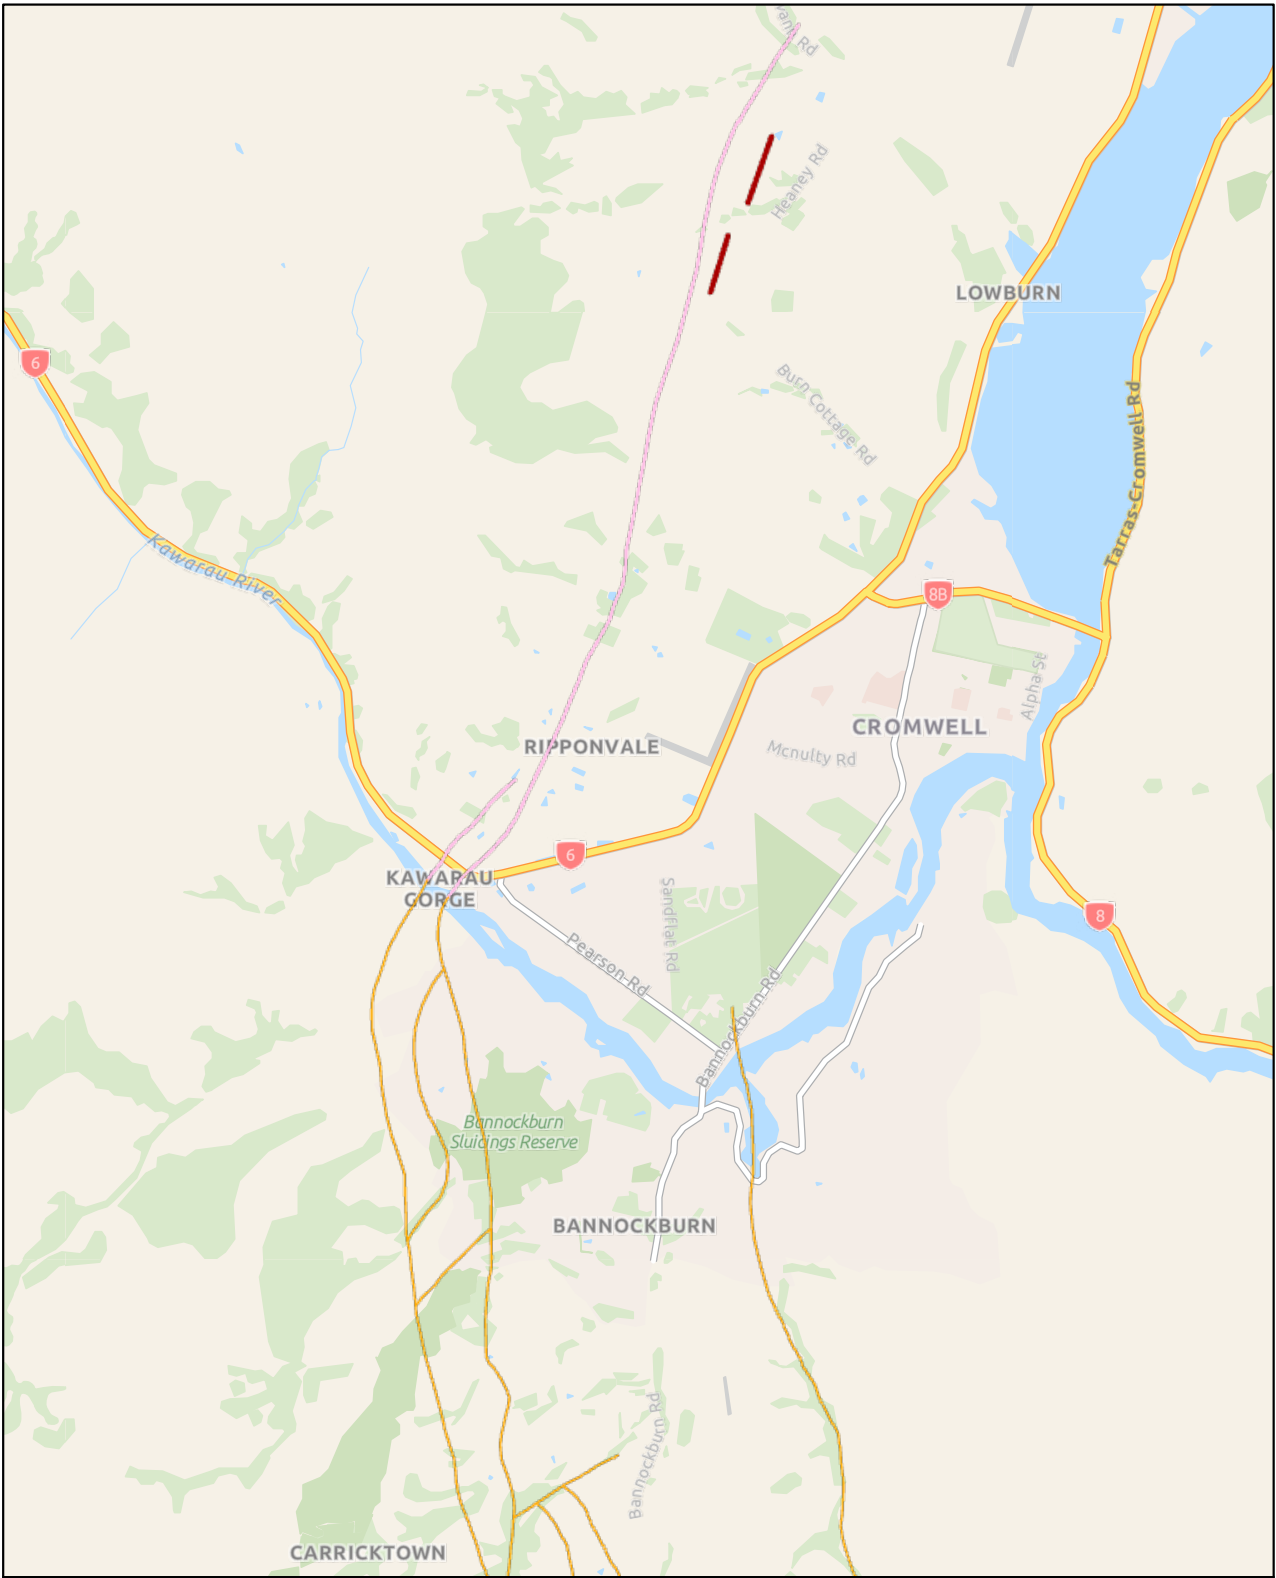 Heaney Rd
LOWBURN
6
Burn Cottage Rd
Tarras-Cromwell Rd
Kawarau River
8B
Alpha St
CROMWELL
RIPPONVALE
Mcnulty Rd
6
KAWARAU
GORGE
Sandflat Rd
8
Pearson Rd
Bannockburn Rd
Bannockburn
Sluicings Reserve
BANNOCKBURN
Bannockburn Rd
CARRICKTOWN